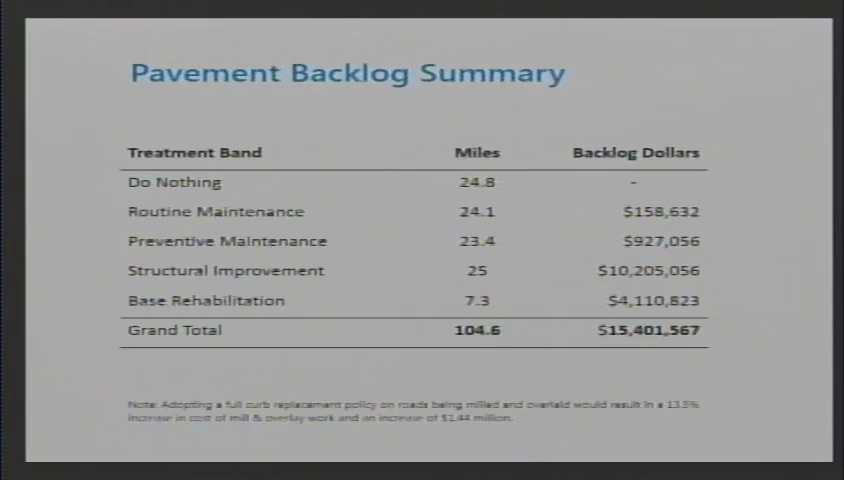 Pavement Backlog Summary
Treatment Band Miles Backlog Dollars
Do Nothing 24.8 -
Routine Maintenance 24.1 $158,632
Preventive Maintenance 23.4 $927,056
Structural Improvement 25 $10,205,056
Base Rehabilitation 7.3 $4,110,823
Grand Total 104.6 $15,401,567
Note: Adopting a full curb replacement policy on roads being milled and overlaid would result in a 13.5%
increase in cost of mill & overlay work and an increase of $1.44 million.